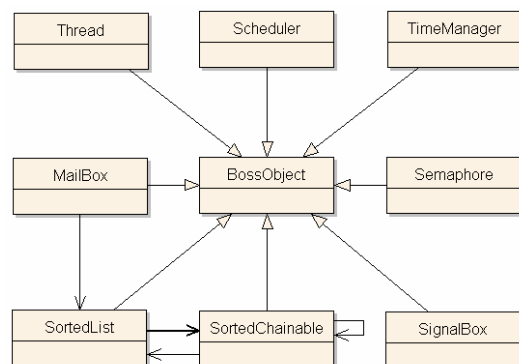 Thread
Scheduler
TimeManager
MailBox
BossObject
Semaphore
SortedList
SortedChainable
SignalBox